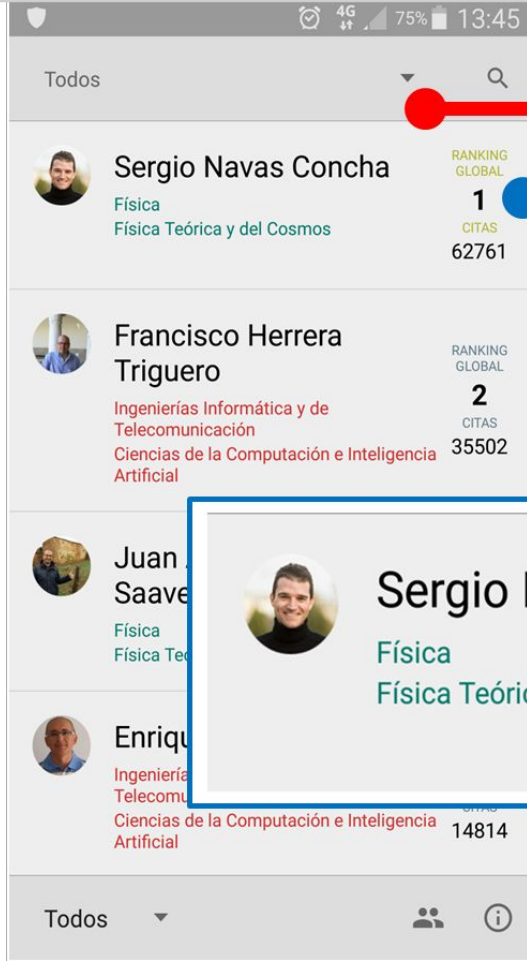 4G 75% 13:45
Todos
Sergio Navas Concha
Física
Física Teórica y del Cosmos
RANKING
GLOBAL
1
CITAS
62761
Francisco Herrera
Triguero
Ingenierías Informática y de
Telecomunicación
Ciencias de la Computación e Inteligencia
Artificial
RANKING
GLOBAL
2
CITAS
35502
Juan
Saave
Física
Física Teó
Sergio
Física
Física Teóric
Enriqu
Ingeniería
Telecomu
Ciencias de la Computación e Inteligencia
Artificial
14814
Todos